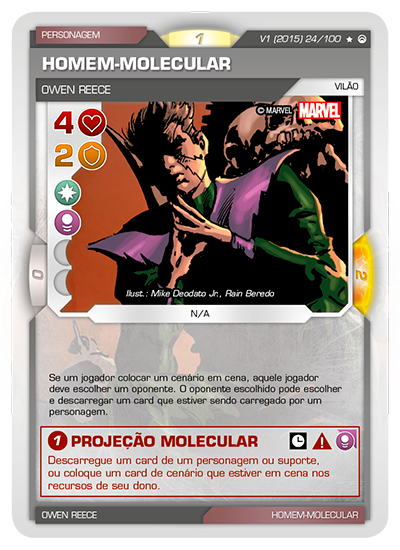 PERSONAGEM
1
V1 (2015) 24/100
HOMEM-MOLECULAR
OWEN REECE
VILÃO
4
2
© MARVEL
MARVEL
0
2
Ilust.: Mike Deodato Jr., Rain Beredo
N/A
Se um jogador colocar um cenário em cena, aquele jogador
deve escolher um oponente. O oponente escolhido pode escolher
e descarregar um card que estiver sendo carregado por um
personagem.
1 PROJEÇÃO MOLECULAR
Descarregue um card de um personagem ou suporte,
ou coloque um card de cenário que estiver em cena nos
recursos de seu dono.
OWEN REECE
HOMEM-MOLECULAR